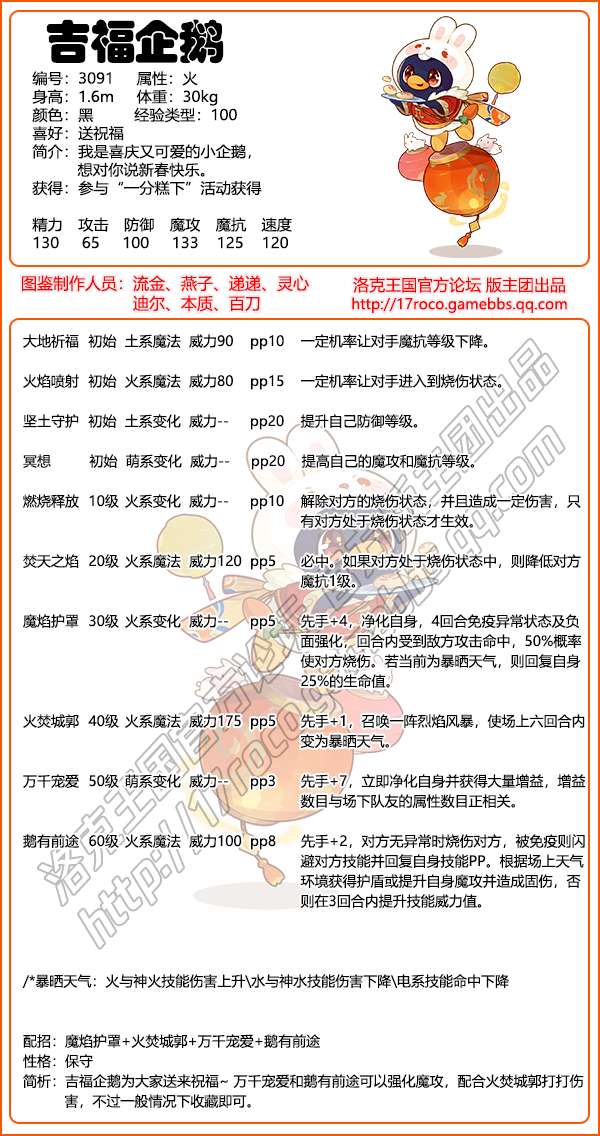 吉福企鹅
编号：3091 属性：火
身高：1.6m 体重：30kg
颜色：黑 经验类型：100
喜好：送祝福
简介：我是喜庆又可爱的小企鹅，
想对你说新春快乐。
获得：参与“一分糕下”活动获得
精力 攻击 防御 魔攻 魔抗 速度
130 65 100 133 125 120
图鉴制作人员：流金、燕子、递递、灵心
迪尔、本质、百刀
洛克王国官方论坛 版主团出品
http://17roco.gamebbs.qq.com
大地祈福 初始 土系魔法 威力90 pp10 一定机率让对手魔抗等级下降。
火焰喷射 初始 火系魔法 威力80 pp15 一定机率让对手进入到烧伤状态。
坚土守护 初始 土系变化 威力-- pp20 提升自己防御等级。
冥想 初始 萌系变化 威力-- pp20 提高自己的魔攻和魔抗等级。
燃烧释放 10级 火系变化 威力-- pp10 解除对方的烧伤状态，并且造成一定伤害，只
有对方处于烧伤状态才生效。
焚天之焰 20级 火系魔法 威力120 pp5 必中。如果对方处于烧伤状态中，则降低对方
魔抗1级。
魔焰护罩 30级 火系变化 威力-- pp5 先手+4，净化自身，4回合免疫异常状态及负
面强化，回合内受到敌方攻击命中，50%概率
使对方烧伤。若当前为暴晒天气，则回复自身
25%的生命值。
火焚城郭 40级 火系魔法 威力175 pp5 先手+1，召唤一阵烈焰风暴，使场上六回合内
变为暴晒天气。
万千宠爱 50级 萌系变化 威力-- pp3 先手+7，立即净化自身并获得大量增益，增益
数目与场下队友的属性数目正相关。
鹅有前途 60级 火系魔法 威力100 pp8 先手+2，对方无异常时烧伤对方，被免疫则闪
避对方技能并回复自身技能PP。根据场上天气
环境获得护盾或提升自身魔攻并造成固伤，否
则在3回合内提升技能威力值。
/*暴晒天气：火与神火技能伤害上升\水与神水技能伤害下降\电系技能命中下降
配招：魔焰护罩+火焚城郭+万千宠爱+鹅有前途
性格：保守
简析：吉福企鹅为大家送来祝福~ 万千宠爱和鹅有前途可以强化魔攻，配合火焚城郭打打伤
害，不过一般情况下收藏即可。
洛克王国官方论坛 版主团出品
http://17roco.gamebbs.qq.com